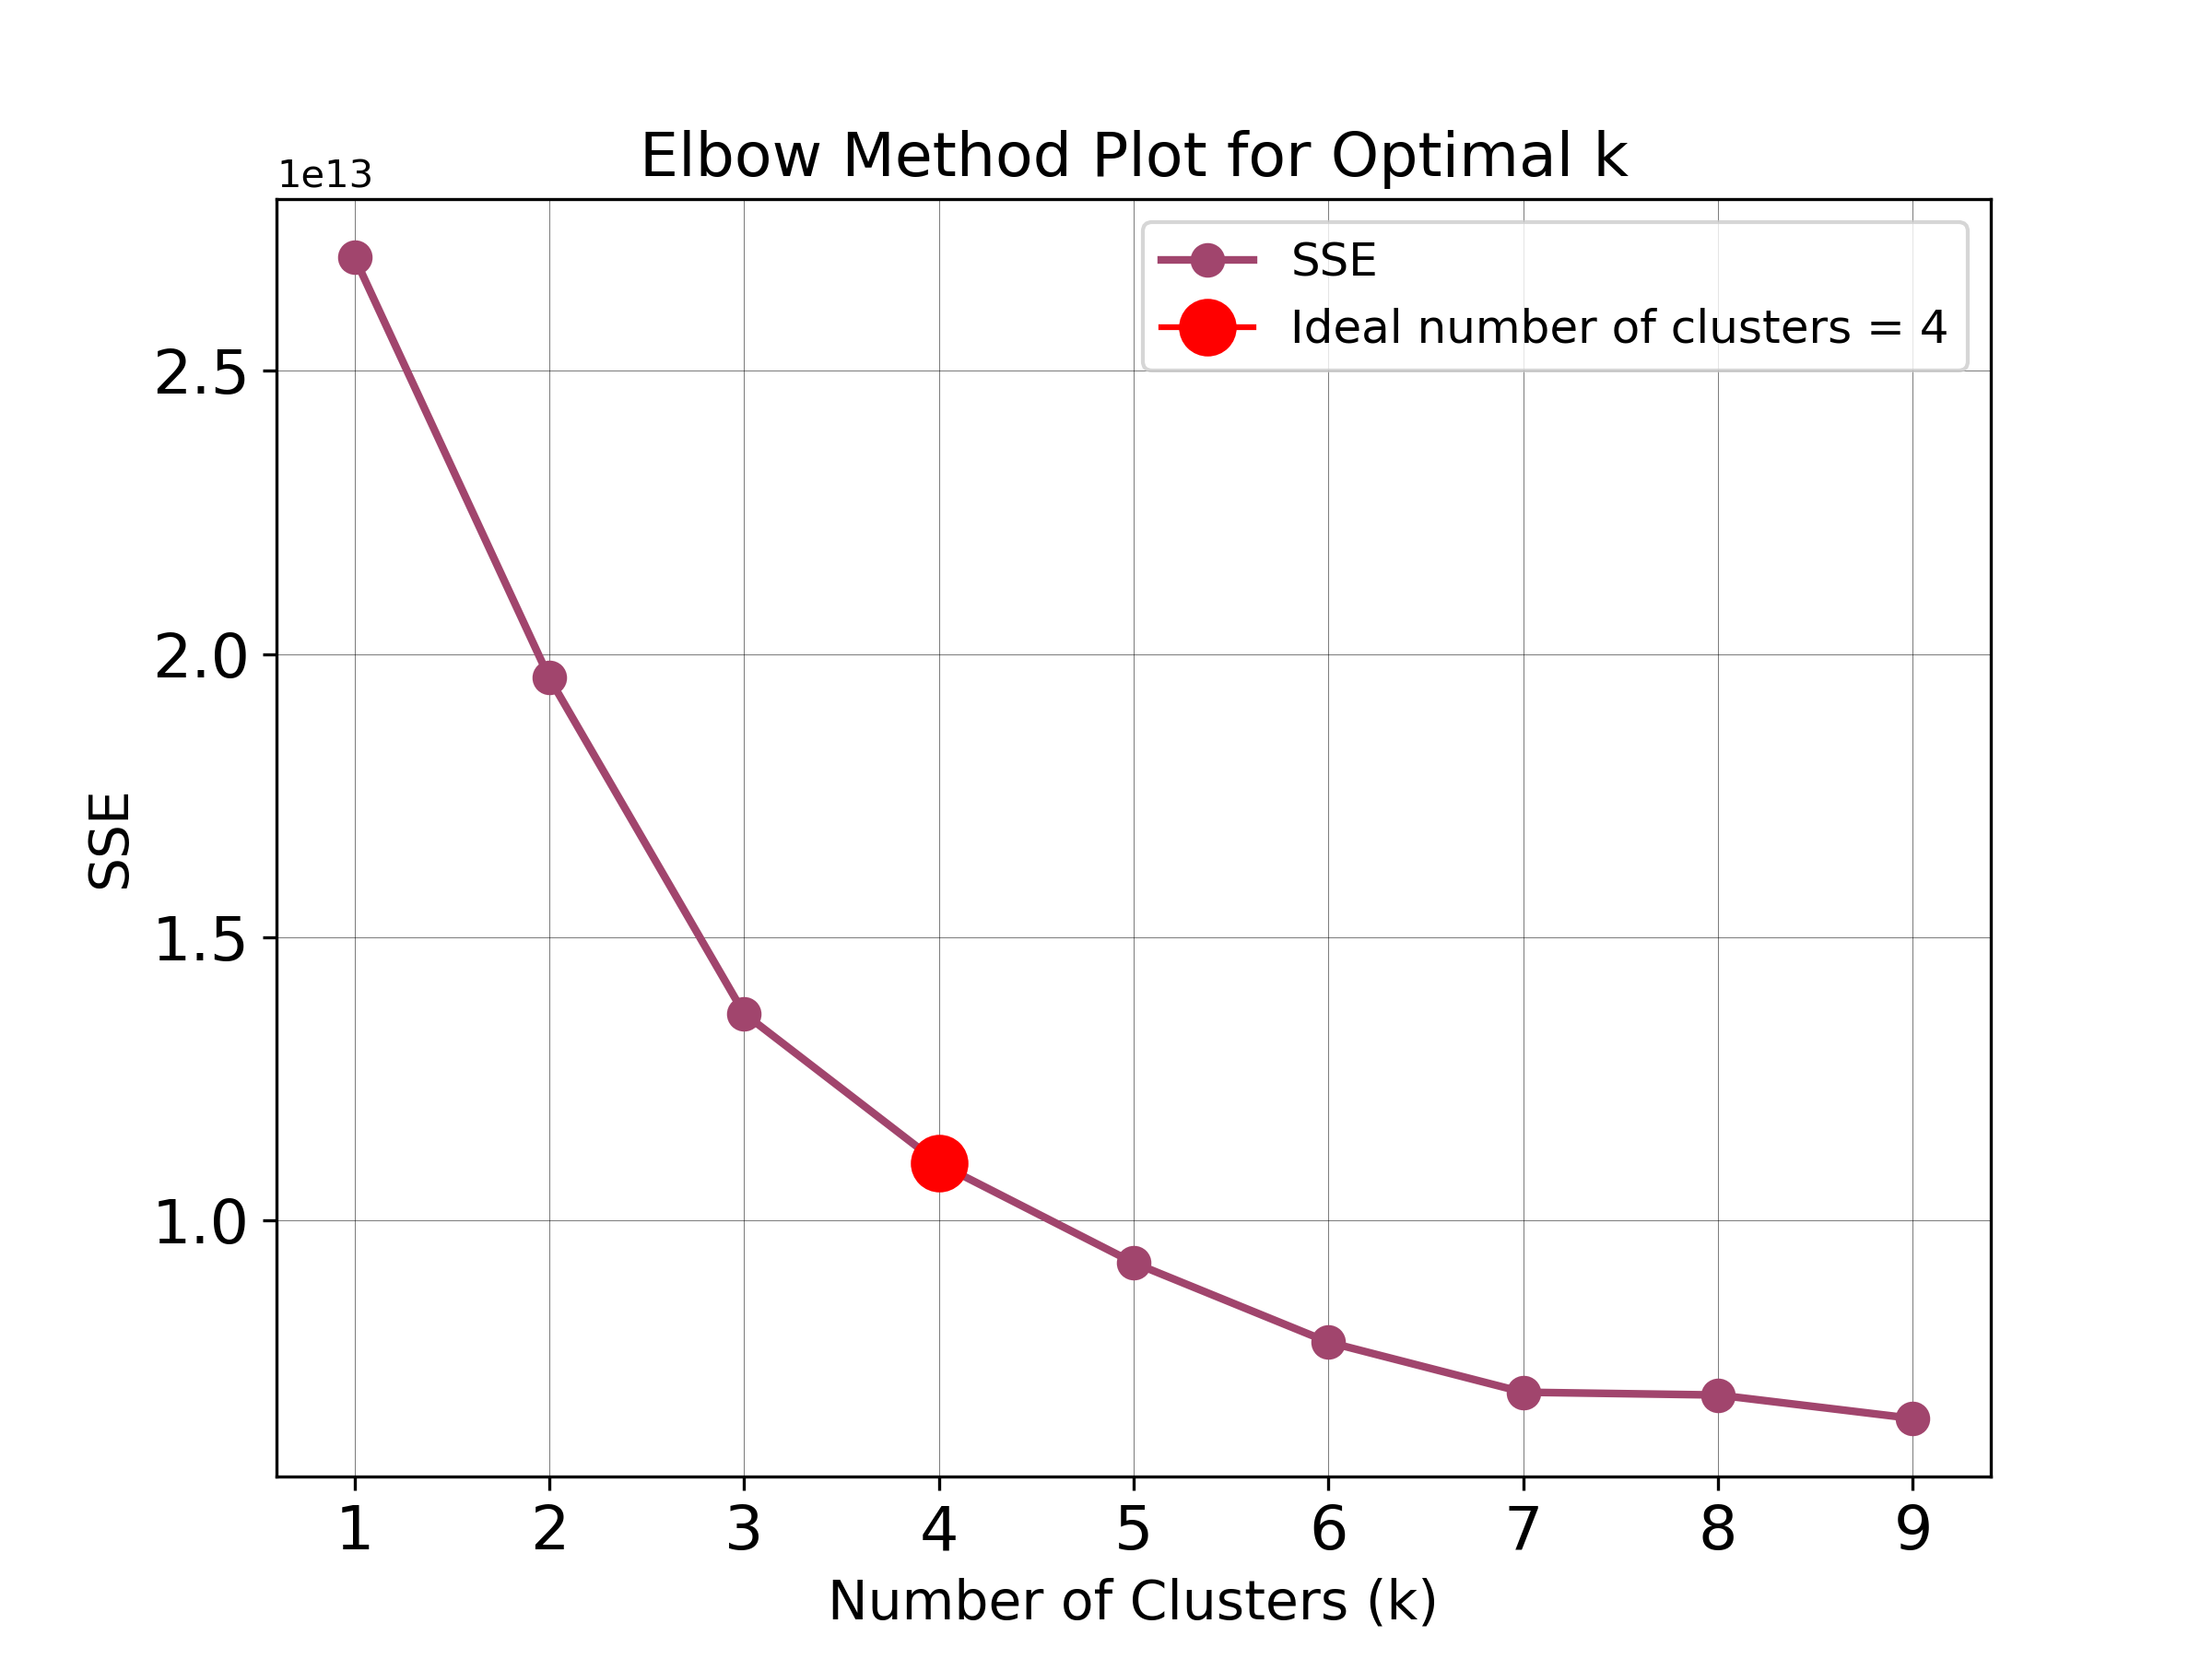 Elbow Method Plot for Optimal k
1e13
SSE
Ideal number of clusters = 4
2.5
2.0
1.5
1.0
SSE
1 2 3 4 5 6 7 8 9
Number of Clusters (k)